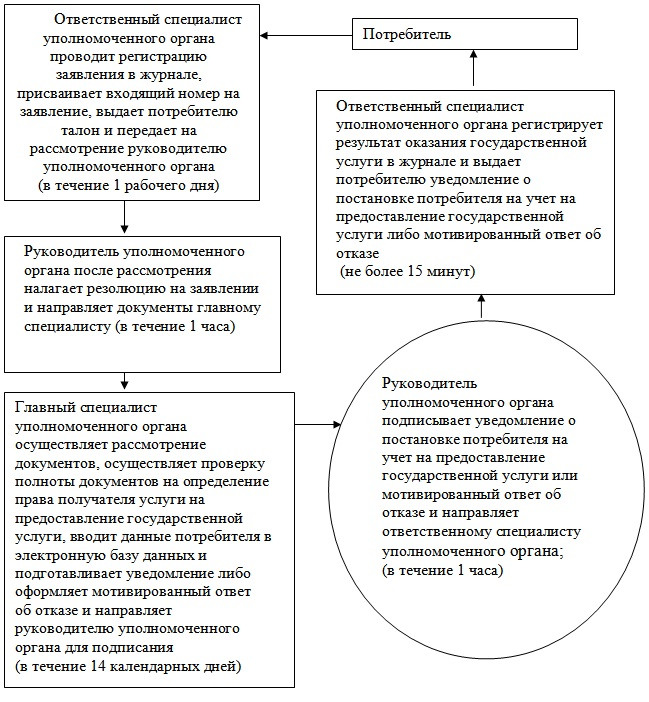 Потребитель
Ответственный специалист
уполномоченного органа
проводит регистрацию
заявления в журнале,
присваивает входящий номер на
заявление, выдает потребителю
талон и передает на
рассмотрение руководителю
уполномоченного органа
(в течение 1 рабочего дня)
Руководитель уполномоченного
органа после рассмотрения
налагает резолюцию на заявлении
и направляет документы главному
специалисту (в течение 1 часа)
Главный специалист
уполномоченного органа
осуществляет рассмотрение
документов, осуществляет проверку
полноты документов на определение
права получателя услуги на
предоставление государственной
услуги, вводит данные потребителя в
электронную базу данных и
подготавливает уведомление либо
оформляет мотивированный ответ
об отказе и направляет
руководителю уполномоченного
органа для подписания
(в течение 14 календарных дней)
Руководитель
уполномоченного органа
подписывает уведомление о
постановке потребителя на
учет на предоставление
государственной услуги или
мотивированный ответ об
отказе и направляет
ответственному специалисту
уполномоченного органа;
(в течение 1 часа)
Ответственный специалист
уполномоченного органа регистрирует
результат оказания государственной
услуги в журнале и выдает
потребителю уведомление о
постановке потребителя на учет на
предоставление государственной
услуги либо мотивированный ответ об
отказе
(не более 15 минут)